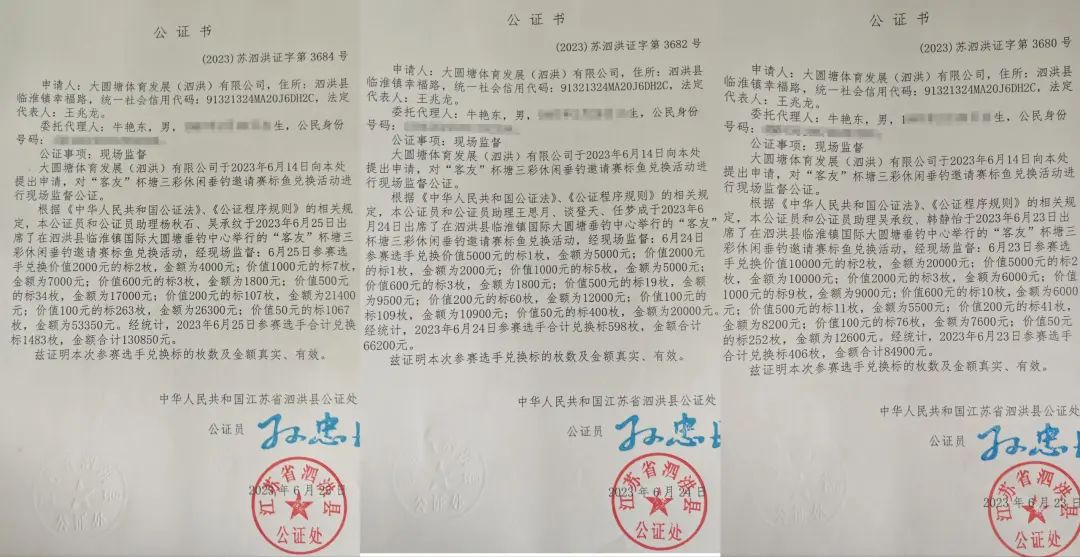 公 证 书
(2023)苏泗洪证字第 3684 号
申请人：大圆塘体育发展（泗洪）有限公司，住所：泗洪县
临淮镇幸福路，统一社会信用代码：91321324MA20J6DH2C，法定
代表人：王兆龙。
委托代理人：牛艳东，男，生，公民身份
号码：
公证事项：现场监督
大圆塘体育发展（泗洪）有限公司于2023年6月14日向本处
提出申请，对“客友”杯塘三彩休闲垂钓邀请赛标鱼兑换活动进
行现场监督公证。
根据《中华人民共和国公证法》、《公证程序规则》的相关规
定，本公证员和公证员助理杨秋石、吴承纹于2023年6月25日出
席了在泗洪县临淮镇国际大圆塘垂钓中心举行的“客友”杯塘三
彩休闲垂钓邀请赛标鱼兑换活动，经现场监督：6月25日参赛选
手兑换价值2000元的标2枚，金额为4000元；价值1000元的标7枚，
金额为7000元；价值600元的标3枚，金额为1800元；价值500元
的标34枚，金额为17000元；价值200元的标107枚，金额为21400
元；价值100元的标263枚，金额为26300元；价值50元的标1067
枚，金额为53350元。经统计，2023年6月25日参赛选手合计兑换
标1483枚，金额合计130850元。
兹证明本次参赛选手兑换标的枚数及金额真实、有效。
中华人民共和国江苏省泗洪县公证处
公证员 孙忠
江苏省泗洪县
2023 年 6 月 2 日
公证处
公 证 书
(2023)苏泗洪证字第 3682 号
申请人：大圆塘体育发展（泗洪）有限公司，住所：泗洪县
临淮镇幸福路，统一社会信用代码：91321324MA20J6DH2C，法定
代表人：王兆龙。
委托代理人：牛艳东，男，生，公民身份
号码：
公证事项：现场监督
大圆塘体育发展（泗洪）有限公司于2023年6月14日向本处
提出申请，对“客友”杯塘三彩休闲垂钓邀请赛标鱼兑换活动进
行现场监督公证。
根据《中华人民共和国公证法》、《公证程序规则》的相关规
定，本公证员和公证员助理王恩月、谈登天、任梦成于2023年6
月24日出席了在泗洪县临淮镇国际大圆塘垂钓中心举行的“客友”
杯塘三彩休闲垂钓邀请赛标鱼兑换活动，经现场监督：6月24日
参赛选手兑换价值5000元的标1枚，金额为5000元；价值2000元
的标1枚，金额为2000元；价值1000元的标5枚，金额为5000元；
价值600元的标3枚，金额为1800元；价值500元的标19枚，金额
为9500元；价值200元的标60枚，金额为12000元；价值100元的
标109枚，金额为10900元；价值50元的标400枚，金额为20000元。
经统计，2023年6月24日参赛选手合计兑换标598枚，金额合计
66200元。
兹证明本次参赛选手兑换标的枚数及金额真实、有效。
中华人民共和国江苏省泗洪县公证处
公证员 孙忠
江苏省泗洪县
2023 年 6 月 24 日
公证处
公 证 书
(2023)苏泗洪证字第 3680 号
申请人：大圆塘体育发展（泗洪）有限公司，住所：泗洪县
临淮镇幸福路，统一社会信用代码：91321324MA20J6DH2C，法定
代表人：王兆龙。
委托代理人：牛艳东，男，1生，公民身份
号码：
公证事项：现场监督
大圆塘体育发展（泗洪）有限公司于2023年6月14日向本处
提出申请，对“客友”杯塘三彩休闲垂钓邀请赛标鱼兑换活动进
行现场监督公证。
根据《中华人民共和国公证法》、《公证程序规则》的相关规
定，本公证员和公证员助理吴承纹、韩静怡于2023年6月23日出
席了在泗洪县临淮镇国际大圆塘垂钓中心举行的“客友”杯塘三
彩休闲垂钓邀请赛标鱼兑换活动，经现场监督：6月23日参赛选
手兑换价值10000元的标2枚，金额为20000元；价值5000元的标2
枚，金额为10000元；价值2000元的标3枚，金额为6000元；价值
1000元的标9枚，金额为9000元；价值600元的标10枚，金额为6000
元；价值500元的标11枚，金额为5500元；价值200元的标41枚，
金额为8200元；价值100元的标76枚，金额为7600元；价值50元
的标252枚，金额为12600元。经统计，2023年6月23日参赛选手
合计兑换标406枚，金额合计84900元。
兹证明本次参赛选手兑换标的枚数及金额真实、有效。
中华人民共和国江苏省泗洪县公证处
公证员 孙忠
江苏省泗洪县
2023 年 6 月 23 日
公证处